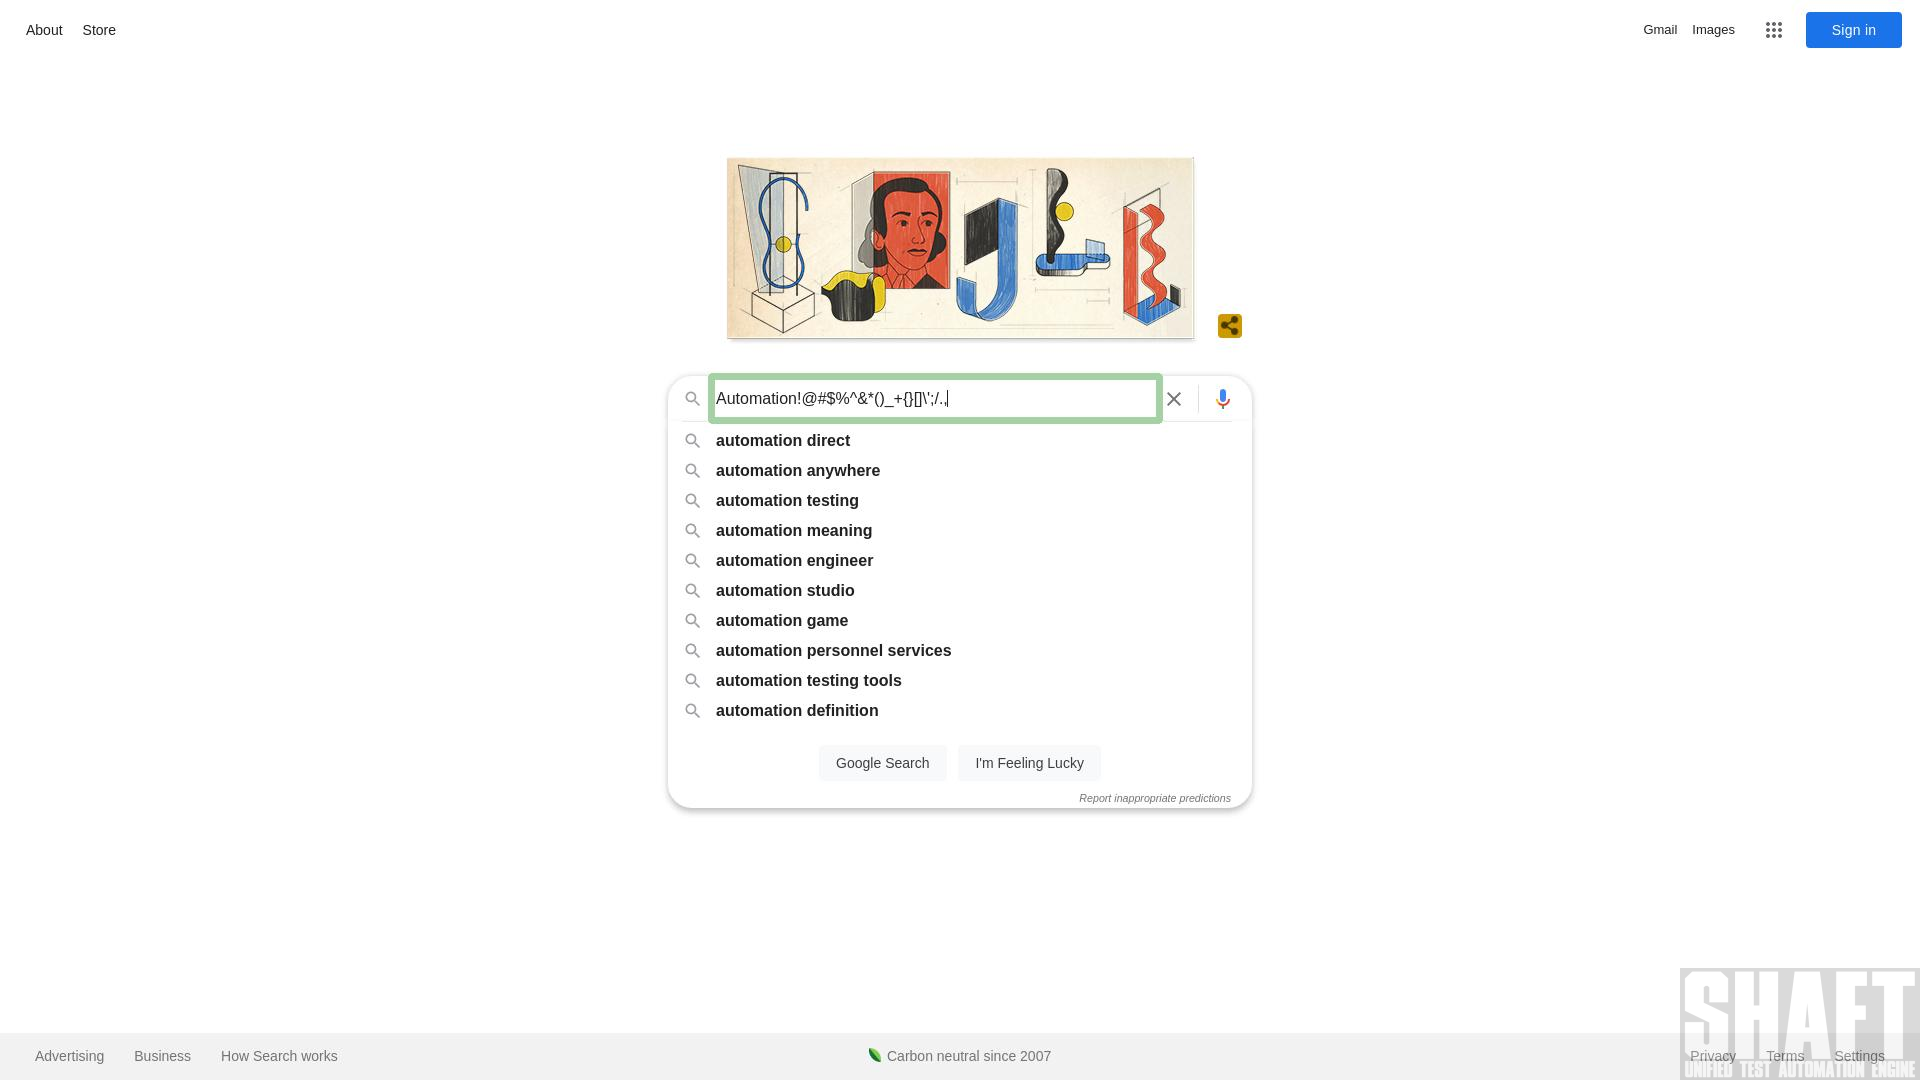 About
Store
Gmail
Images
Sign in
Automation!@#$%^&*()_+{}[]\';/.,
automation direct
automation anywhere
automation testing
automation meaning
automation engineer
automation studio
automation game
automation personnel services
automation testing tools
automation definition
Google Search
I'm Feeling Lucky
Report inappropriate predictions
SHAFT
UNIFIED TEST AUTOMATION ENGINE
Advertising
Business
How Search works
Carbon neutral since 2007
Privacy
Terms
Settings